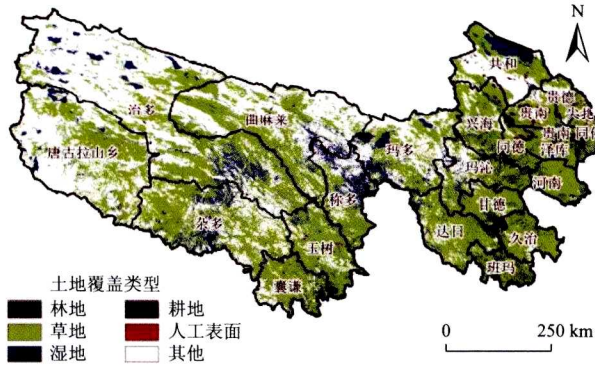 N
共和
贵德
贵南
尖扎
兴海
同仁
治多
曲麻莱
玛多
同德
泽库
唐古拉山乡
玛沁
河南
称多
甘德
杂多
达日
久治
玉树
班玛
囊谦
土地覆盖类型
林地
耕地
草地
人工表面
湿地
其他
0
250 km